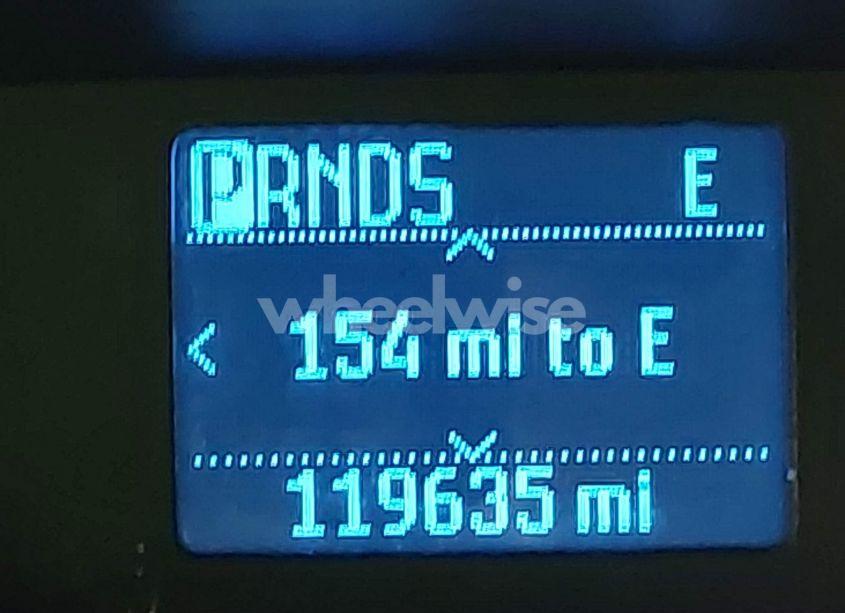 PRNDS E
wheelwise
154 mi to E
119635 mi